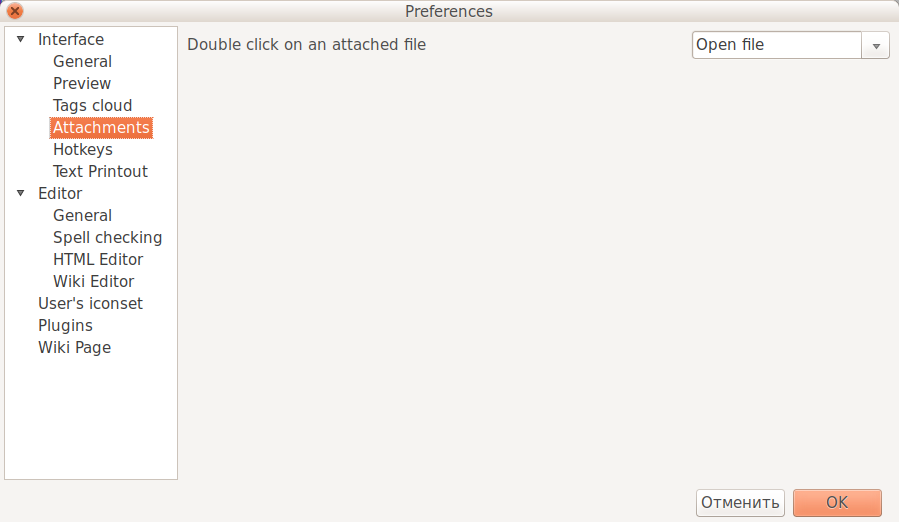 Preferences
Interface
General
Preview
Tags cloud
Attachments
Hotkeys
Text Printout
Editor
General
Spell checking
HTML Editor
Wiki Editor
User's iconset
Plugins
Wiki Page
Double click on an attached file
Open file
Отменить
OK